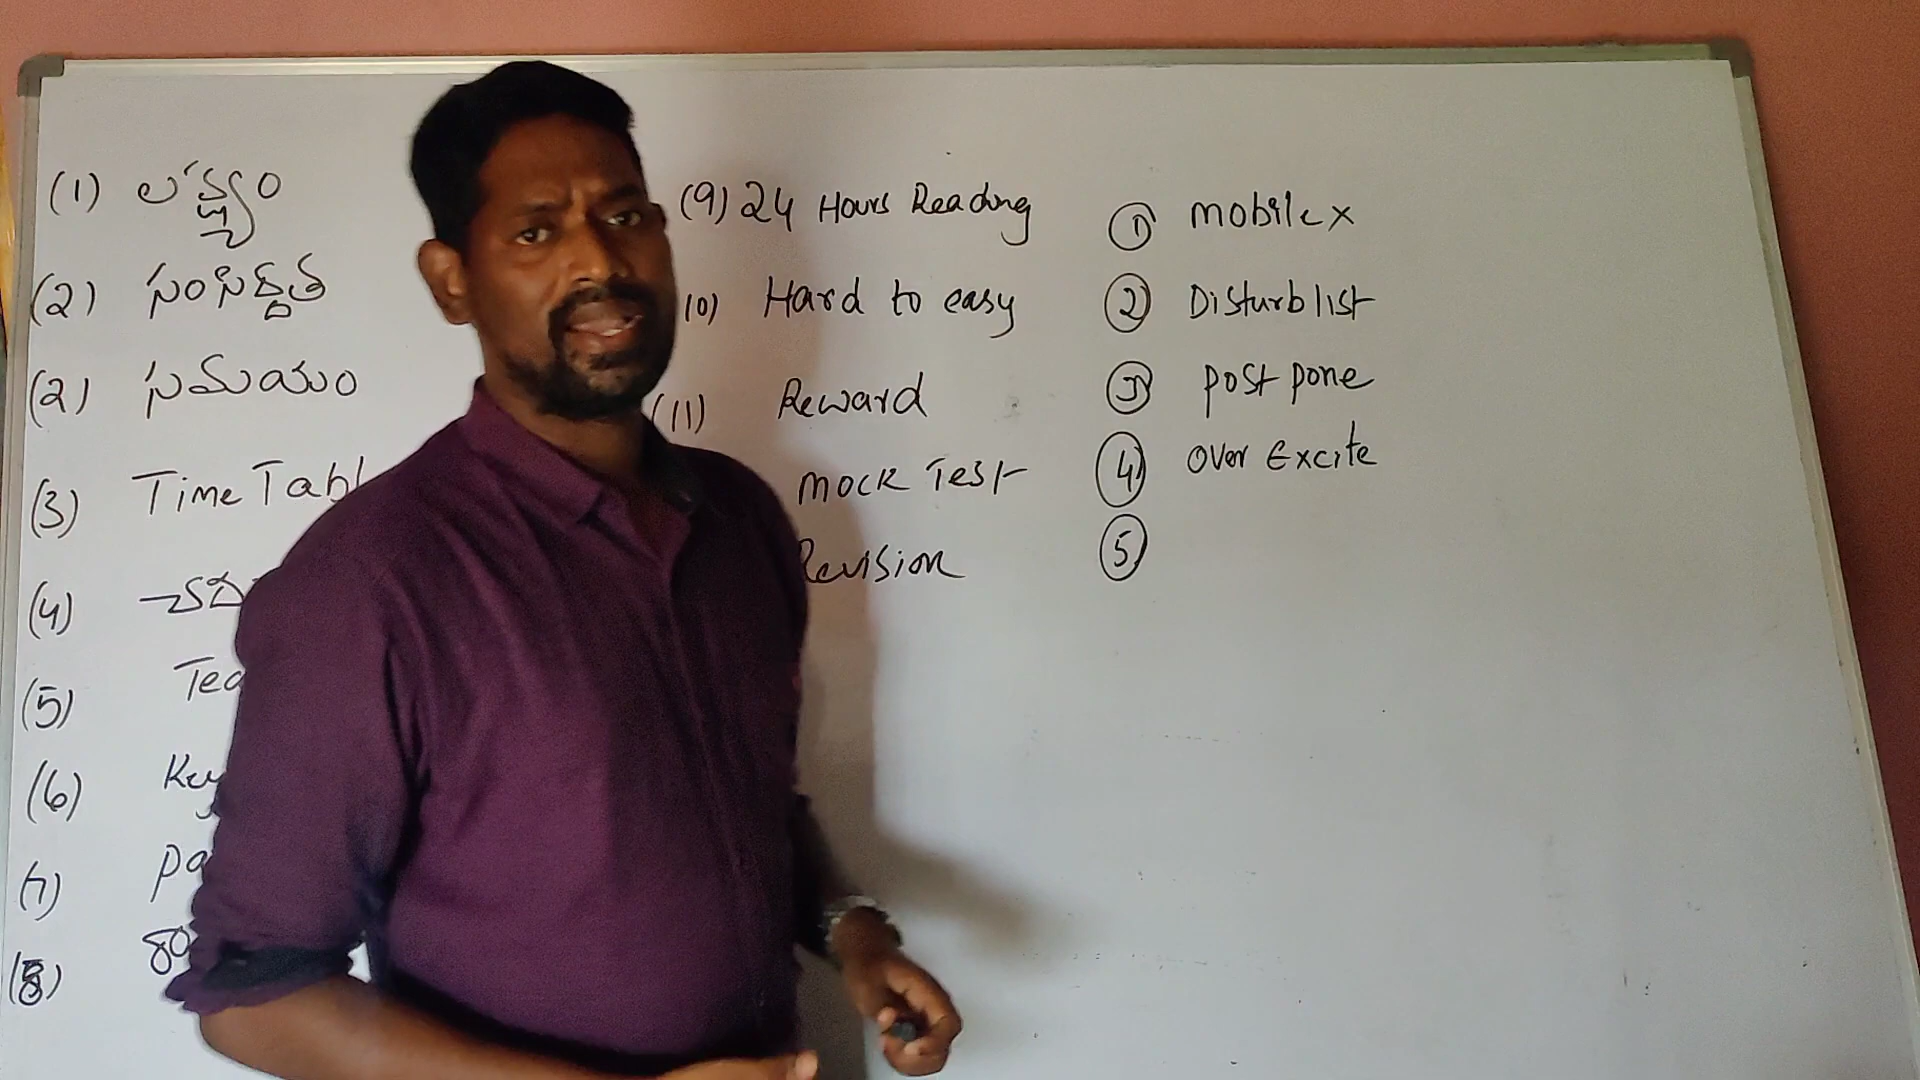 (1) లక్ష్యం
(2) సంసిద్ధత
(2) సమయం
(3) Time Tabl
(4)
(5) Tea
(6) Key
(7) pa
(8)
(9) 24 Hours Reading
10) Hard to easy
(11) Reward
mock Test
Revision
① mobile x
② Disturb list
③ post pone
④ over Excite
⑤